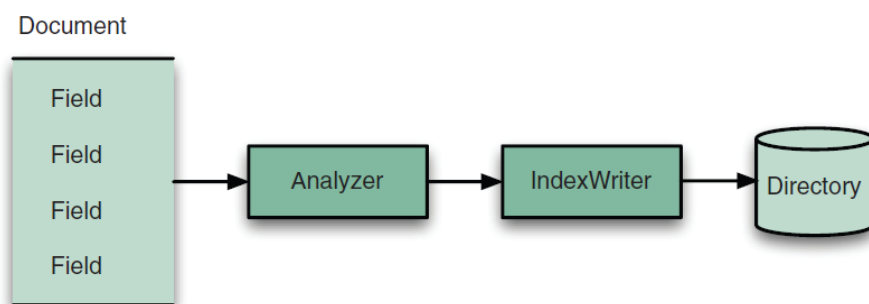 Document
Field
Field
Field
Field
Analyzer
IndexWriter
Directory